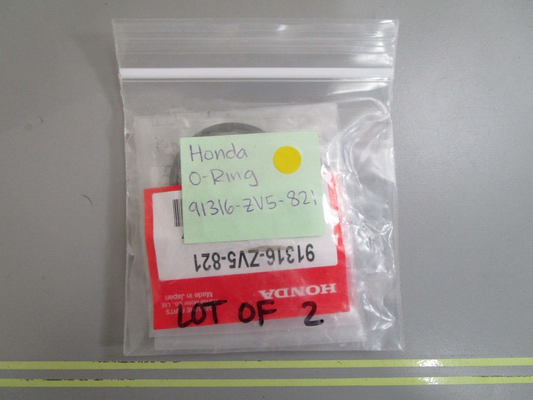 Honda
O-Ring
91316-ZV5-821
91316-ZV5-821
HONDA
Made in Japan
LOT OF 2